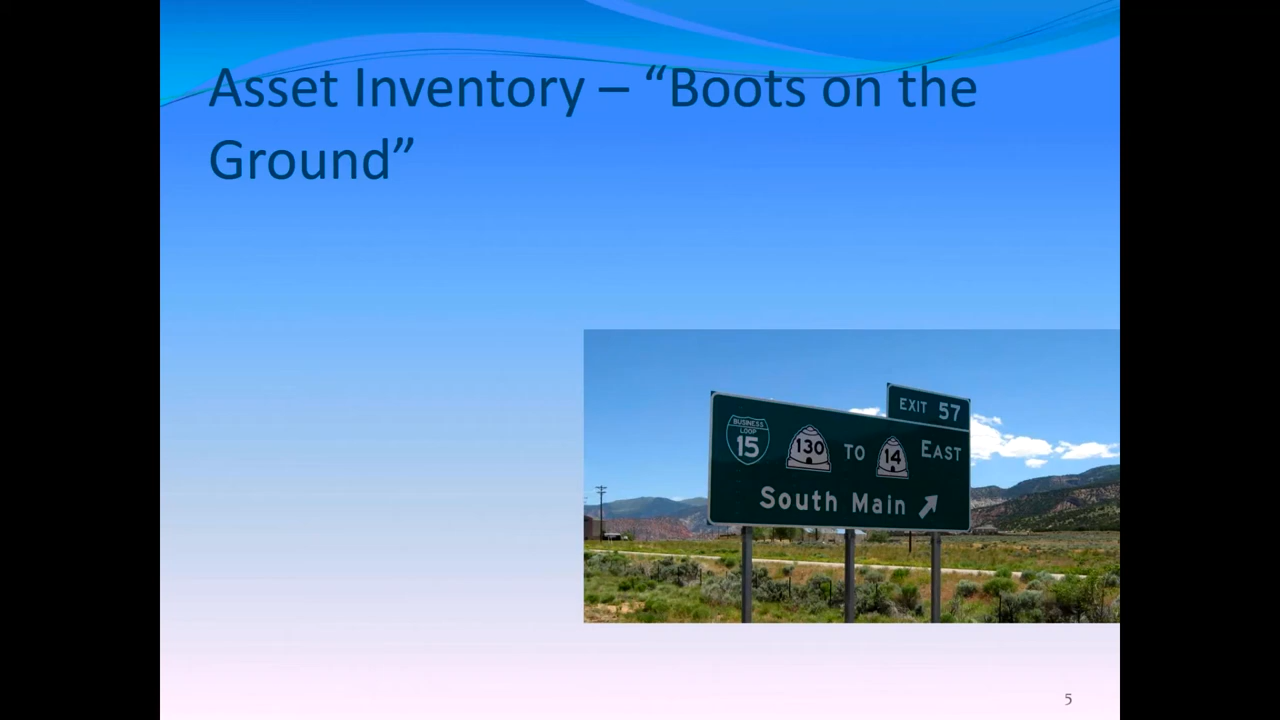 Asset Inventory – “Boots on the
Ground”
EXIT 57
BUSINESS
LOOP
15
130 TO 14 EAST
South Main
5